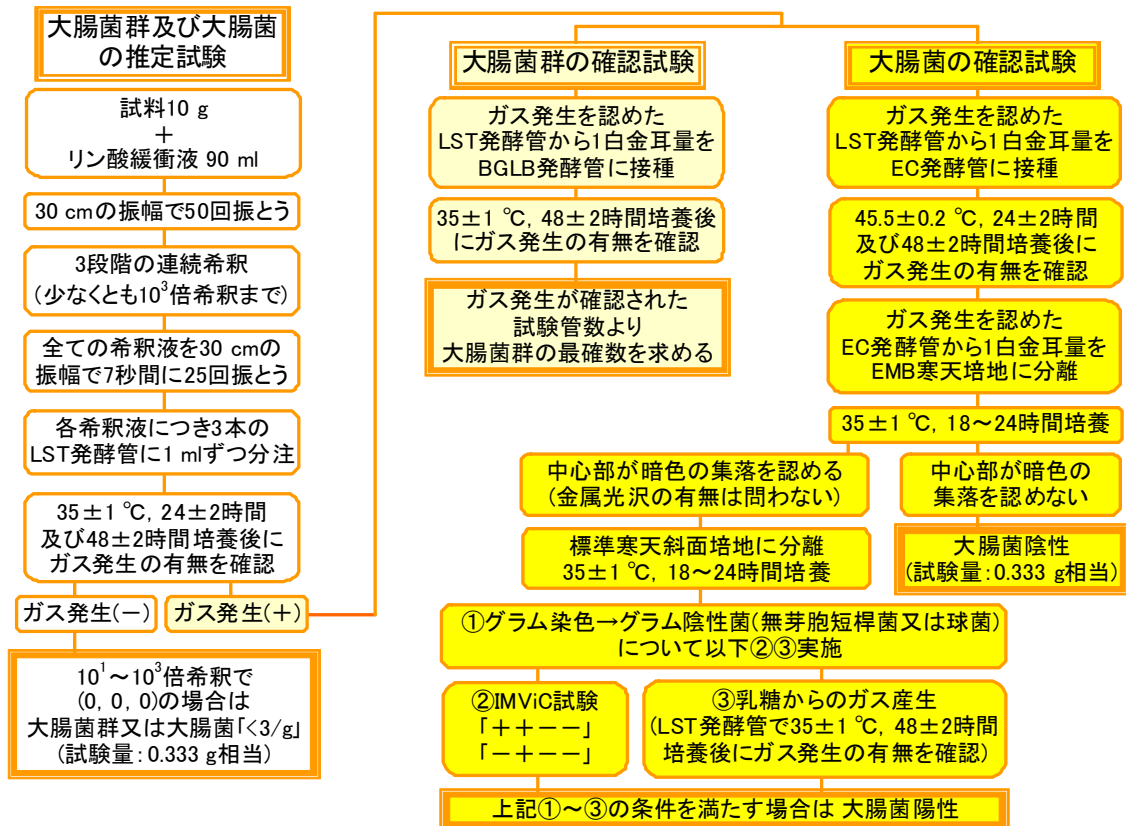 大腸菌群及び大腸菌
の推定試験
試料10 g
+
リン酸緩衝液 90 ml
30 cmの振幅で50回振とう
3段階の連続希釈
(少なくとも10³倍希釈まで)
全ての希釈液を30 cmの
振幅で7秒間に25回振とう
各希釈液につき3本の
LST発酵管に1 mlずつ分注
35±1 ℃, 24±2時間
及び48±2時間培養後に
ガス発生の有無を確認
ガス発生(-)
ガス発生(+)
10¹~10³倍希釈で
(0, 0, 0)の場合は
大腸菌群又は大腸菌「<3/g」
(試験量:0.333 g相当)
大腸菌群の確認試験
ガス発生を認めた
LST発酵管から1白金耳量を
BGLB発酵管に接種
35±1 ℃, 48±2時間培養後
にガス発生の有無を確認
ガス発生が確認された
試験管数より
大腸菌群の最確数を求める
大腸菌の確認試験
ガス発生を認めた
LST発酵管から1白金耳量を
EC発酵管に接種
45.5±0.2 ℃, 24±2時間
及び48±2時間培養後に
ガス発生の有無を確認
ガス発生を認めた
EC発酵管から1白金耳量を
EMB寒天培地に分離
35±1 ℃, 18~24時間培養
中心部が暗色の集落を認める
(金属光沢の有無は問わない)
中心部が暗色の
集落を認めない
大腸菌陰性
(試験量:0.333 g相当)
標準寒天斜面培地に分離
35±1 ℃, 18~24時間培養
①グラム染色→グラム陰性菌(無芽胞短桿菌又は球菌)
について以下②③実施
②IMViC試験
「++--」
「-+--」
③乳糖からのガス産生
(LST発酵管で35±1 ℃, 48±2時間
培養後にガス発生の有無を確認)
上記①~③の条件を満たす場合は 大腸菌陽性